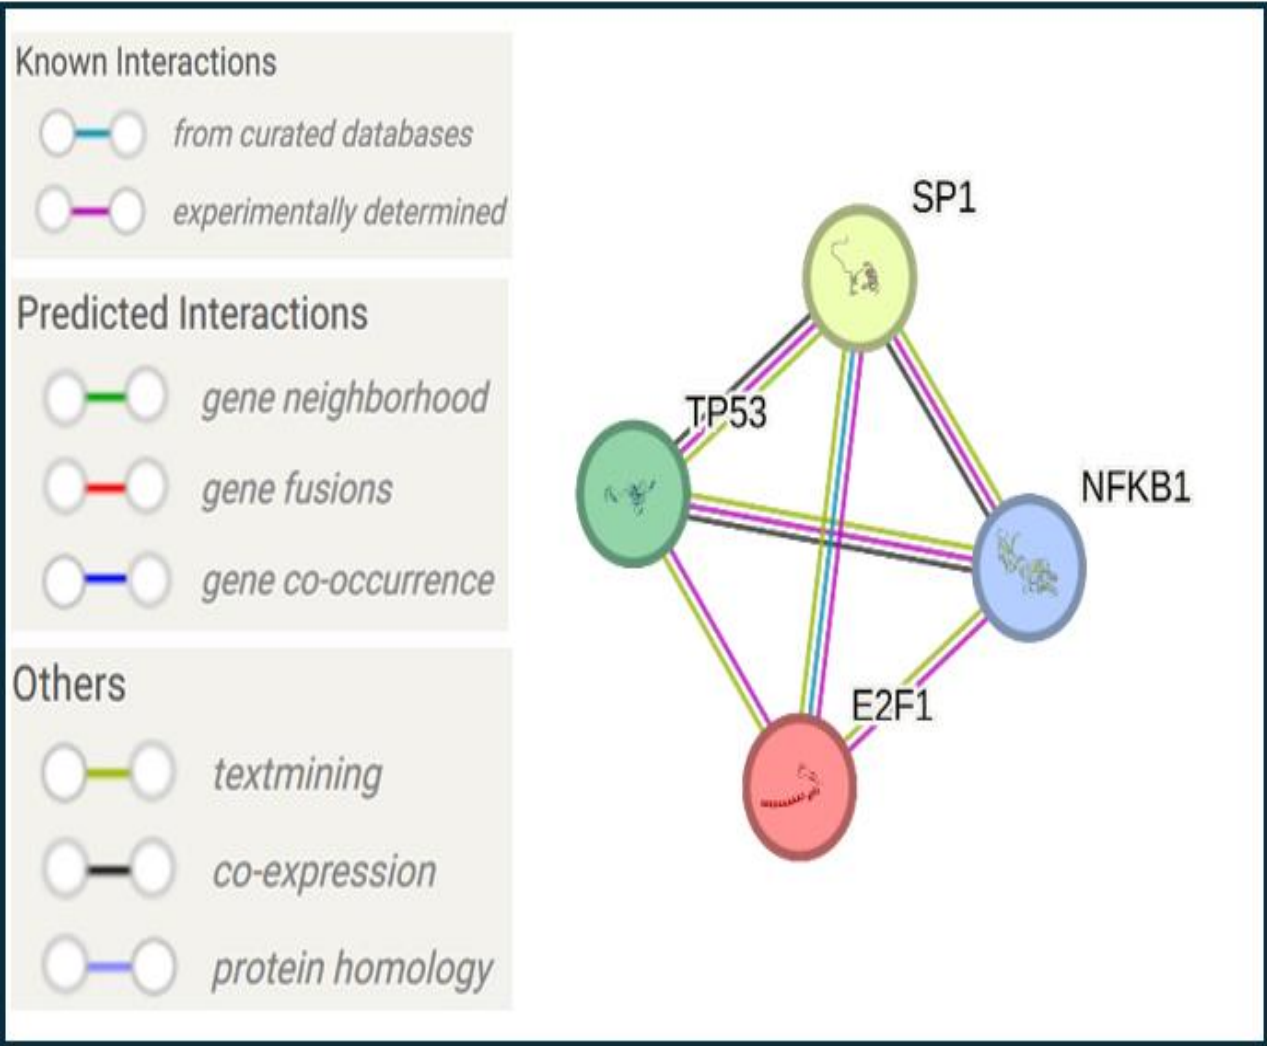 Known Interactions
from curated databases
experimentally determined
Predicted Interactions
gene neighborhood
gene fusions
gene co-occurrence
Others
textmining
co-expression
protein homology
SP1
TP53
NFKB1
E2F1